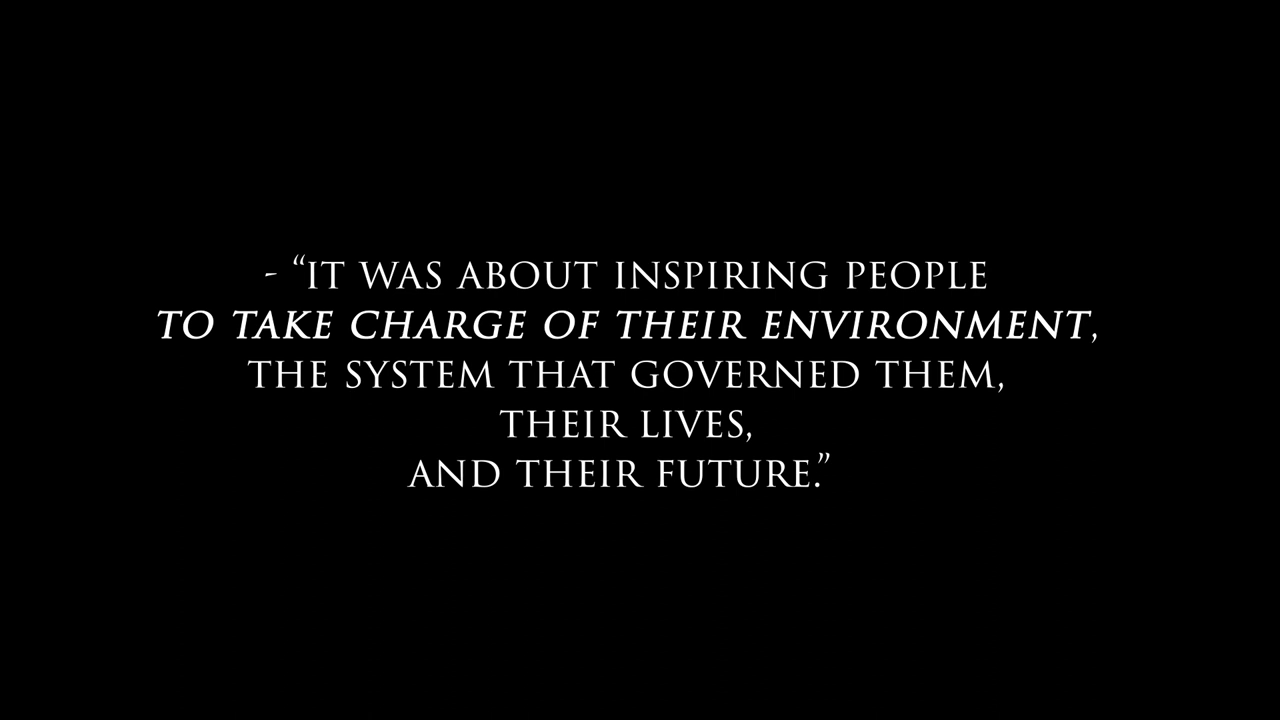 - “IT WAS ABOUT INSPIRING PEOPLE
TO TAKE CHARGE OF THEIR ENVIRONMENT,
THE SYSTEM THAT GOVERNED THEM,
THEIR LIVES,
AND THEIR FUTURE.”